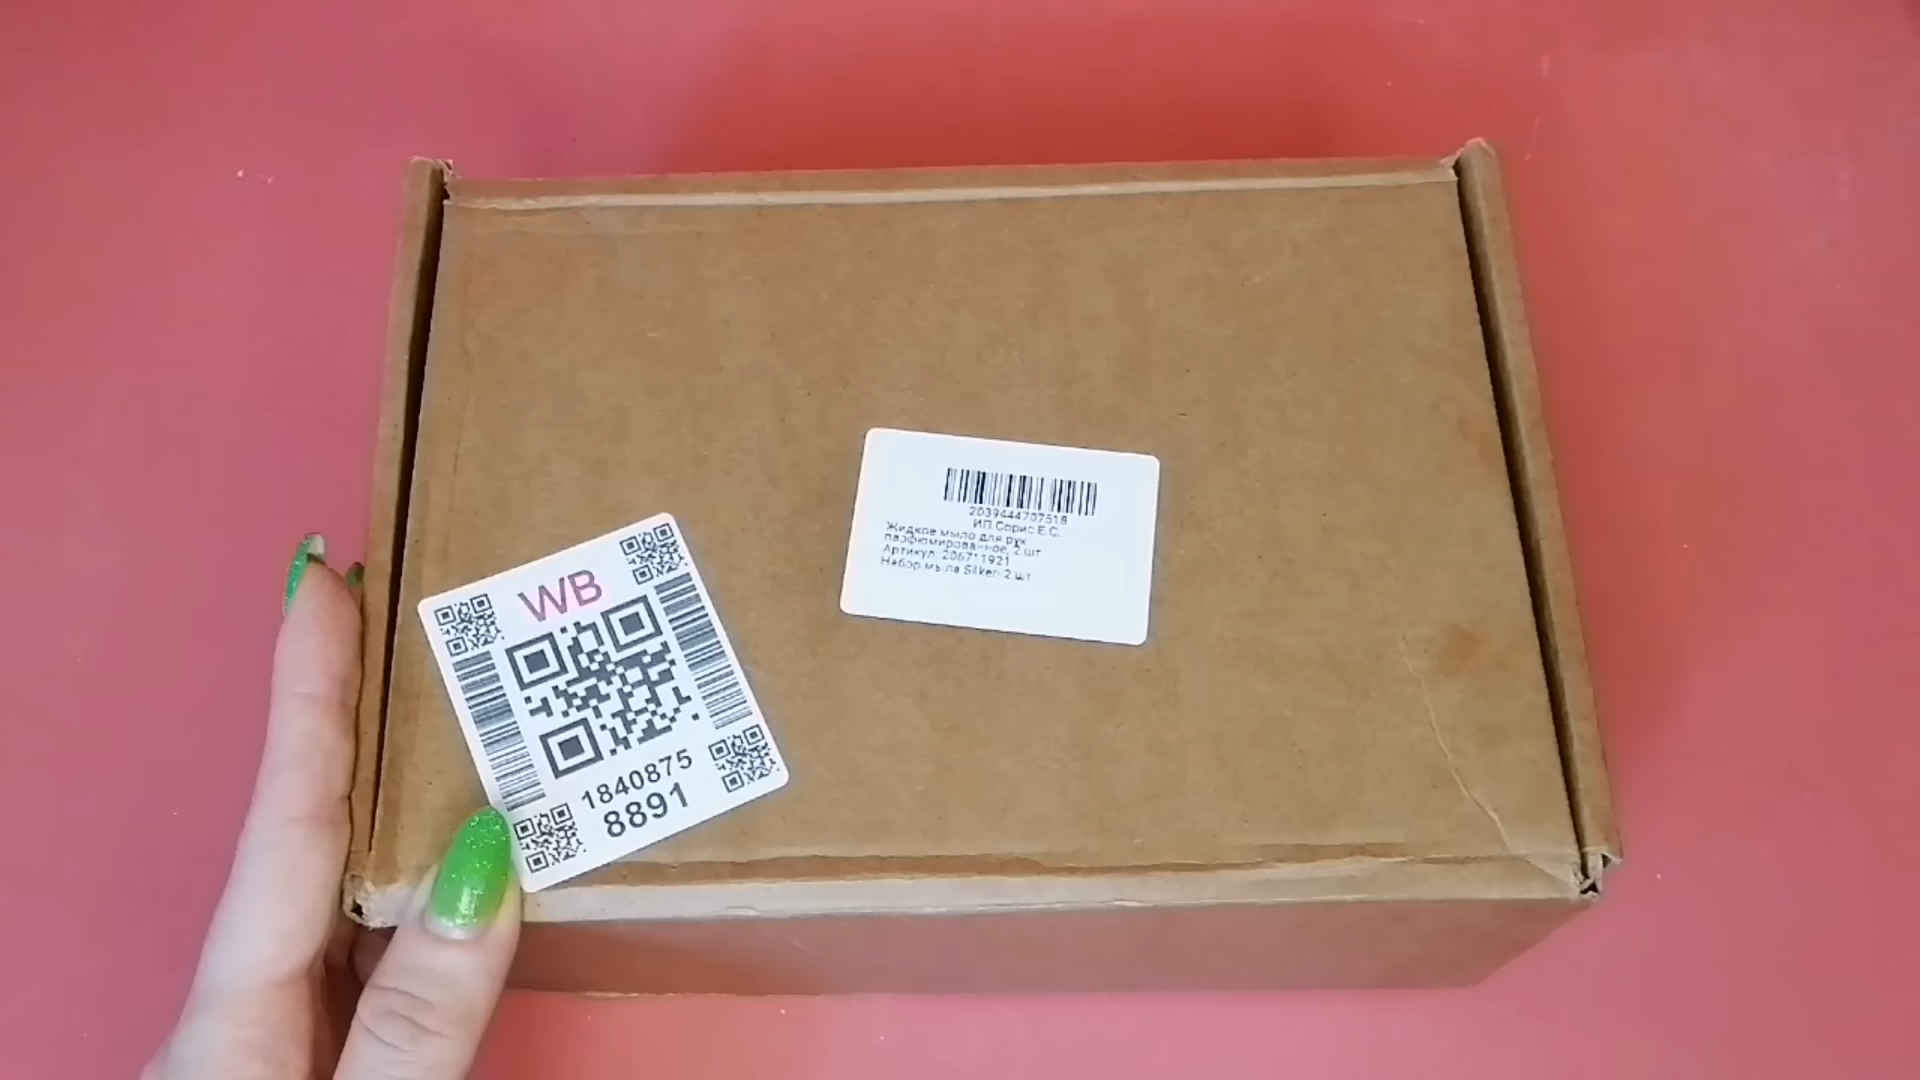 WB
1840875
8891
2039444707518
ИП Сорис Е.С.
Жидкое мыло для рук
парфюмированное, 2 шт
Артикул: 206711921
Набор мыла Silken 2 шт